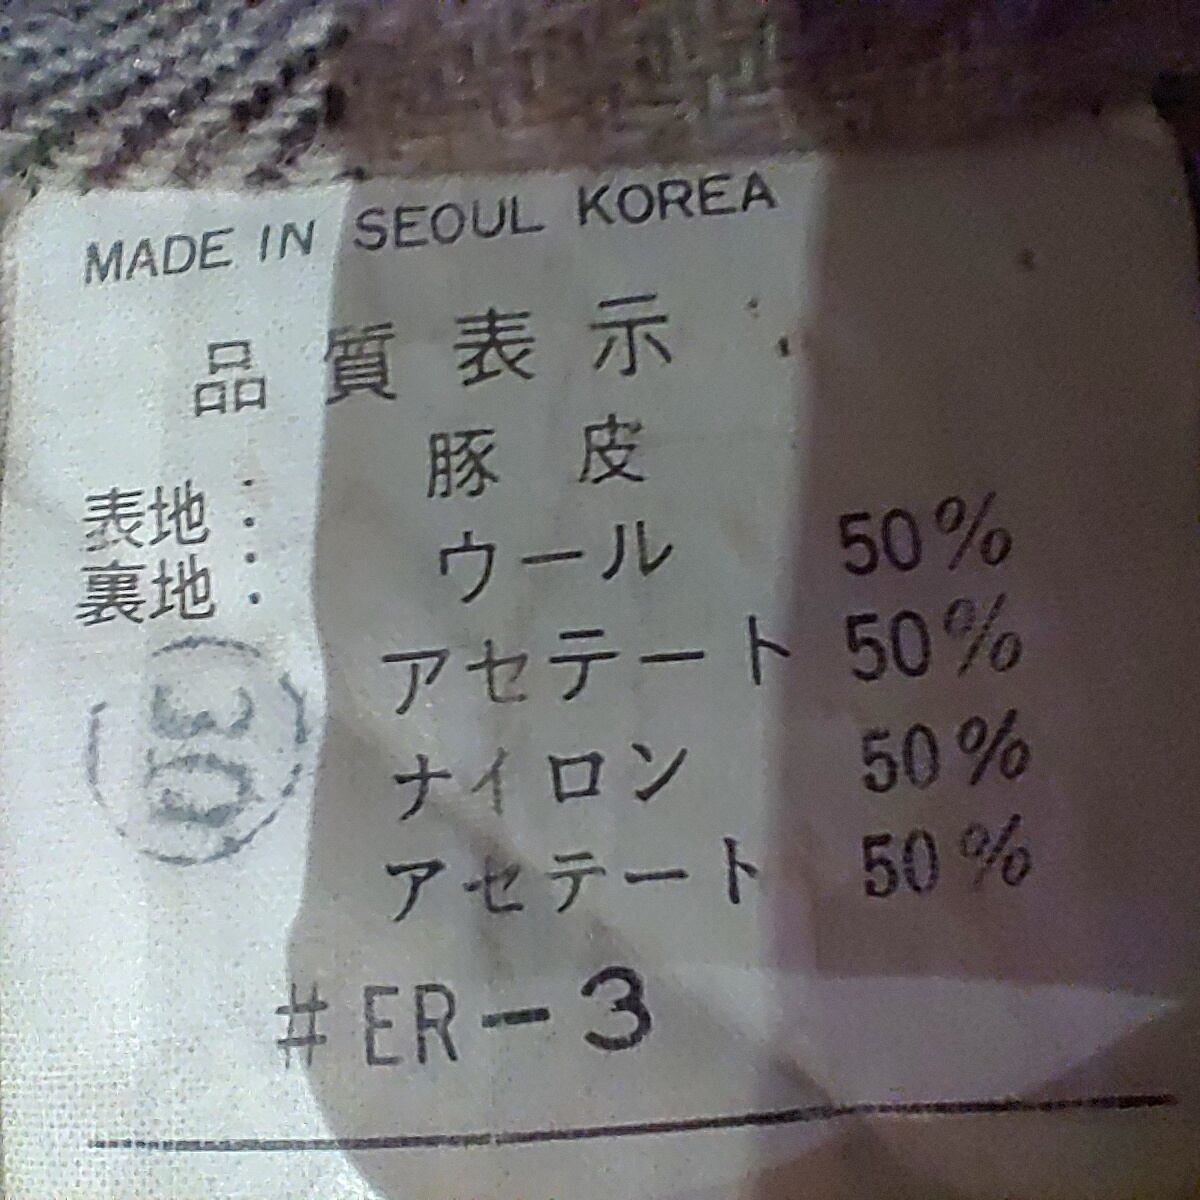 MADE IN SEOUL KOREA
品質表示
豚皮
表地：
ウール 50%
裏地：
アセテート 50%
30
ナイロン 50%
アセテート 50%
#ER-3